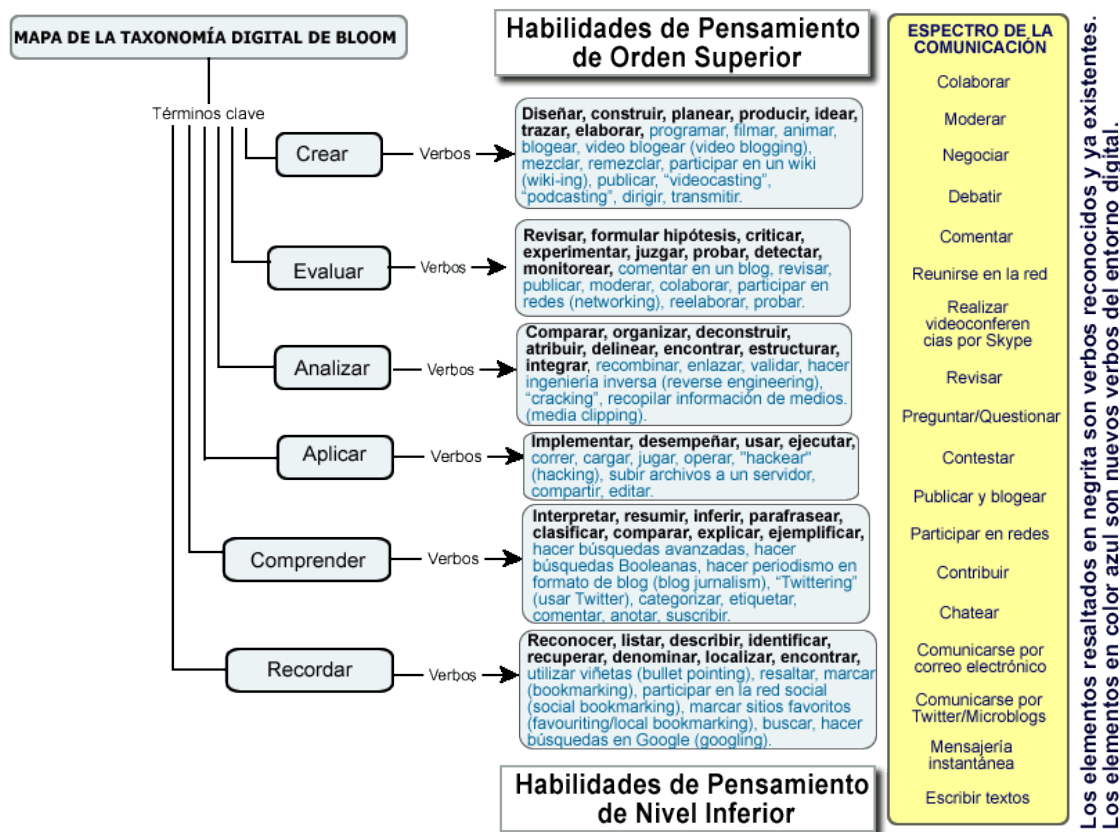 MAPA DE LA TAXONOMÍA DIGITAL DE BLOOM
Habilidades de Pensamiento
de Orden Superior
Términos clave
Crear
Verbos
Diseñar, construir, planear, producir, idear,
trazar, elaborar, programar, filmar, animar,
blogear, video blogear (video blogging),
mezclar, remezclar, participar en un wiki
(wiki-ing), publicar, “videocasting”,
“podcasting”, dirigir, transmitir.
Evaluar
Verbos
Revisar, formular hipótesis, criticar,
experimentar, juzgar, probar, detectar,
monitorear, comentar en un blog, revisar,
publicar, moderar, colaborar, participar en
redes (networking), reelaborar, probar.
Analizar
Verbos
Comparar, organizar, deconstruir,
atribuir, delinear, encontrar, estructurar,
integrar, recombinar, enlazar, validar, hacer
ingeniería inversa (reverse engineering),
“cracking”, recopilar información de medios.
(media clipping).
Aplicar
Verbos
Implementar, desempeñar, usar, ejecutar,
correr, cargar, jugar, operar, "hackear"
(hacking), subir archivos a un servidor,
compartir, editar.
Comprender
Verbos
Interpretar, resumir, inferir, parafrasear,
clasificar, comparar, explicar, ejemplificar,
hacer búsquedas avanzadas, hacer
búsquedas Booleanas, hacer periodismo en
formato de blog (blog jurnalism), “Twittering”
(usar Twitter), categorizar, etiquetar,
comentar, anotar, suscribir.
Recordar
Verbos
Reconocer, listar, describir, identificar,
recuperar, denominar, localizar, encontrar,
utilizar viñetas (bullet pointing), resaltar, marcar
(bookmarking), participar en la red social
(social bookmarking), marcar sitios favoritos
(favouriting/local bookmarking), buscar, hacer
búsquedas en Google (googling).
Habilidades de Pensamiento
de Nivel Inferior
ESPECTRO DE LA
COMUNICACIÓN
Colaborar
Moderar
Negociar
Debatir
Comentar
Reunirse en la red
Realizar
videoconferen
cias por Skype
Revisar
Preguntar/Questionar
Contestar
Publicar y blogear
Participar en redes
Contribuir
Chatear
Comunicarse por
correo electrónico
Comunicarse por
Twitter/Microblogs
Mensajería
instantánea
Escribir textos
Los elementos resaltados en negrita son verbos reconocidos y ya existentes.
Los elementos en color azul son nuevos verbos del entorno digital.